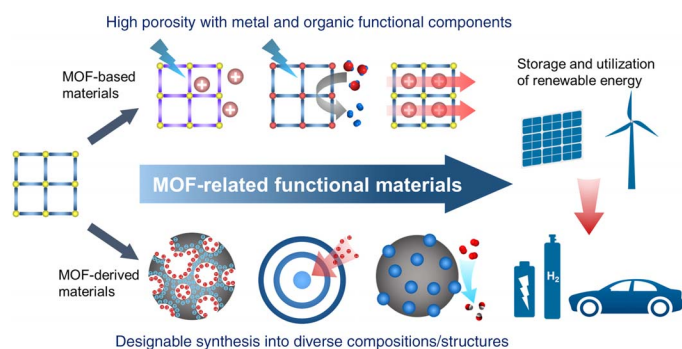 High porosity with metal and organic functional components
MOF-based
materials
Storage and utilization
of renewable energy
MOF-related functional materials
MOF-derived
materials
H2
Designable synthesis into diverse compositions/structures